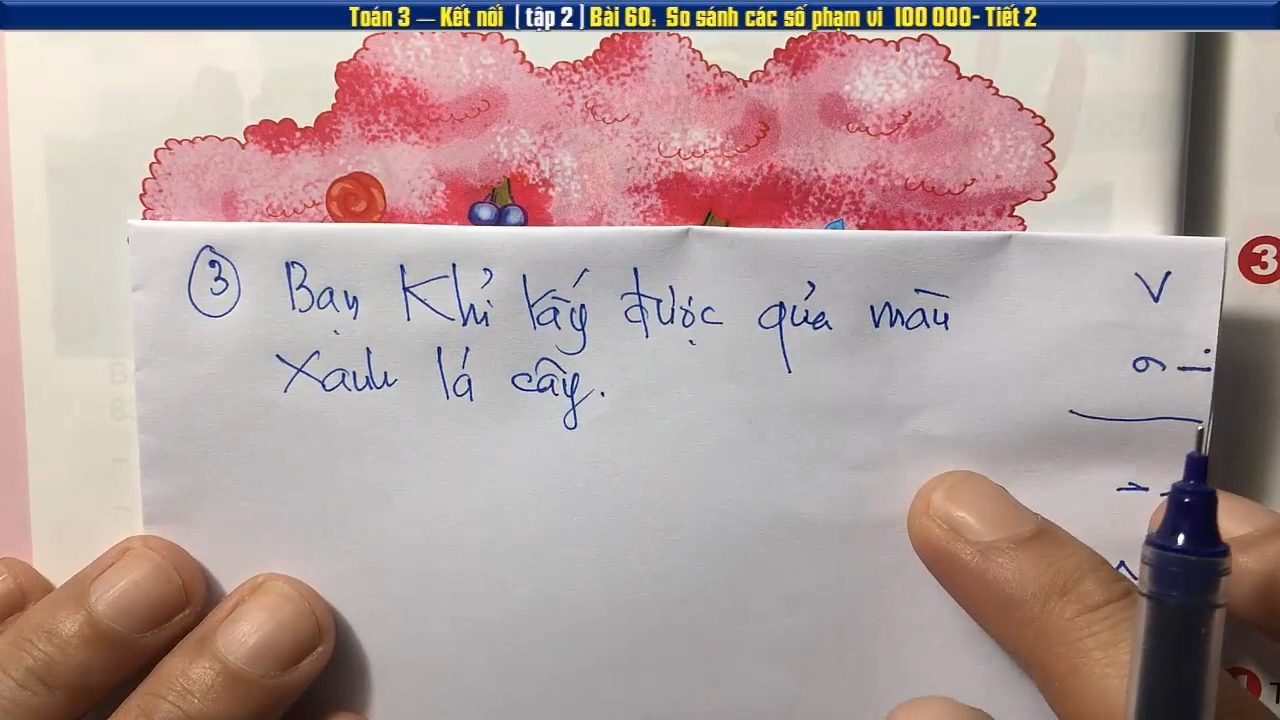 Toán 3 – Kết nối [ tập 2 ] Bài 60: So sánh các số phạm vi 100 000- Tiết 2
3 Bạn Khỉ lấy được quả màu
xanh lá cây.
3